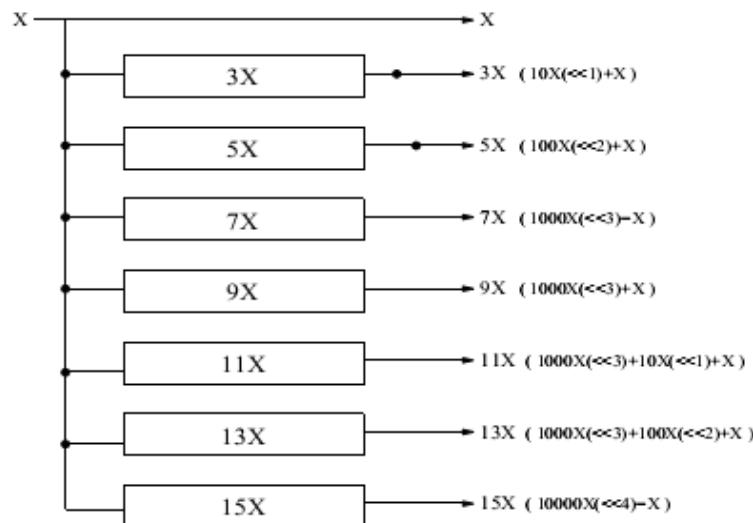 X X
3X 3X (10X(<<1)+X)
5X 5X (100X(<<2)+X)
7X 7X (1000X(<<3)-X)
9X 9X (1000X(<<3)+X)
11X 11X (1000X(<<3)+10X(<<1)+X)
13X 13X (1000X(<<3)+100X(<<2)+X)
15X 15X (10000X(<<4)-X)